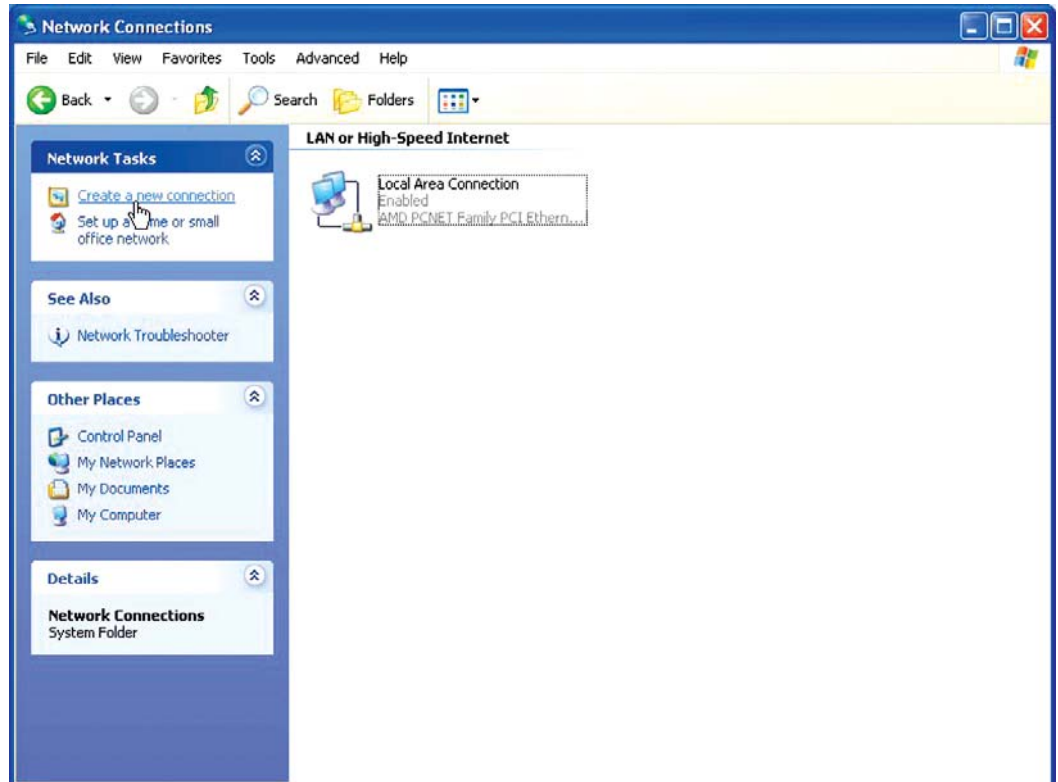 Network Connections
File Edit View Favorites Tools Advanced Help
Back Search Folders
Network Tasks
Create a new connection
Set up a home or small
office network
See Also
Network Troubleshooter
Other Places
Control Panel
My Network Places
My Documents
My Computer
Details
Network Connections
System Folder
LAN or High-Speed Internet
Local Area Connection
Enabled
AMD PCNET Family PCI Ethern...